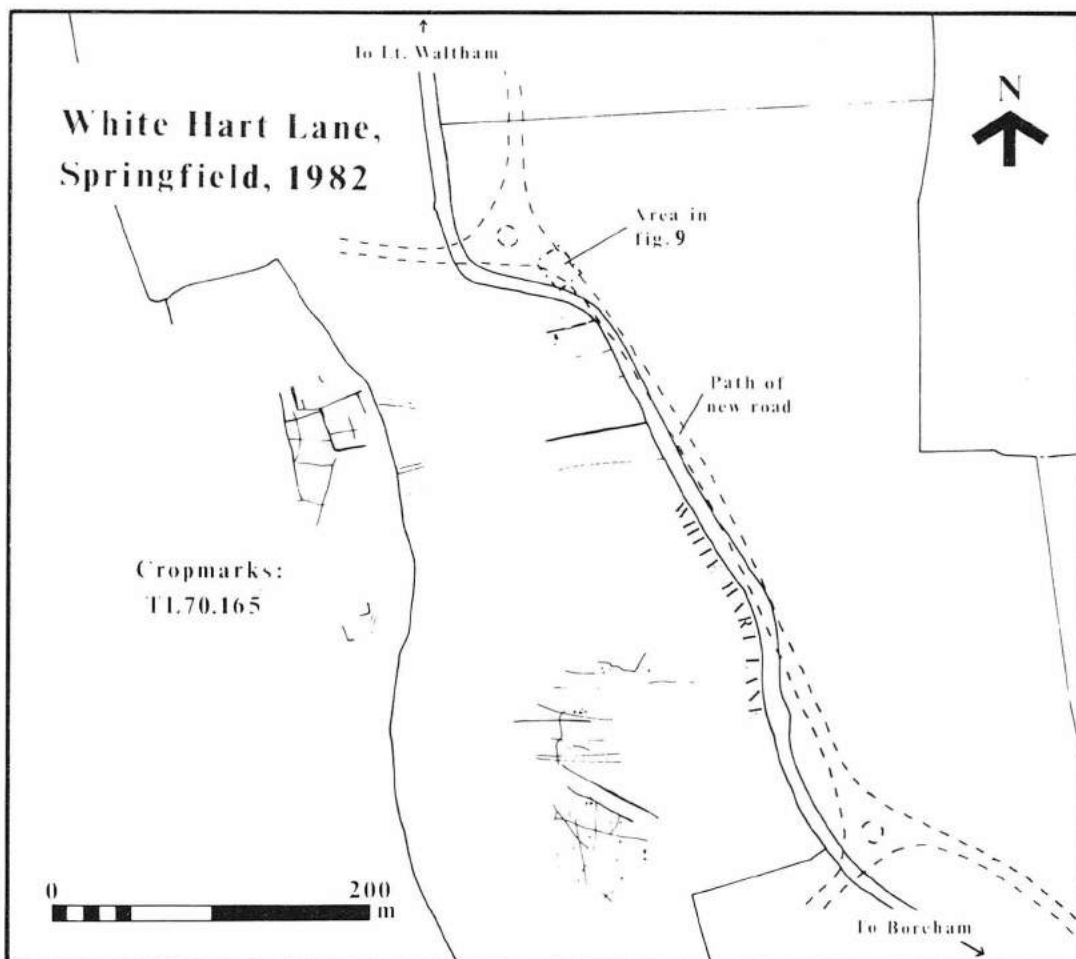 To Lt. Waltham
White Hart Lane,
Springfield, 1982
N
Area in
fig. 9
Path of
new road
WHITE HART LANE
Cropmarks:
TL70.165
0 200
m
To Boreham